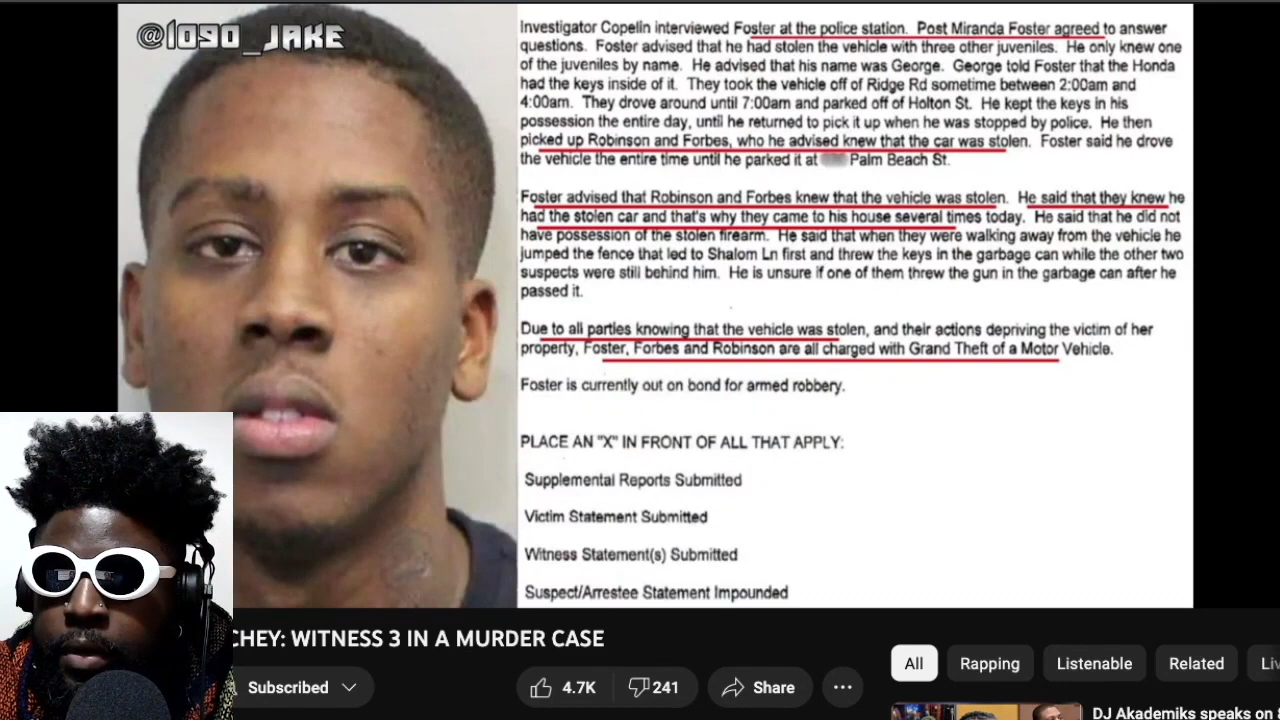 @1090_JAKE
Investigator Copelin interviewed Foster at the police station. Post Miranda Foster agreed to answer
questions. Foster advised that he had stolen the vehicle with three other juveniles. He only knew one
of the juveniles by name. He advised that his name was George. George told Foster that the Honda
had the keys inside of it. They took the vehicle off of Ridge Rd sometime between 2:00am and
4:00am. They drove around until 7:00am and parked off of Holton St. He kept the keys in his
possession the entire day, until he returned to pick it up when he was stopped by police. He then
picked up Robinson and Forbes, who he advised knew that the car was stolen. Foster said he drove
the vehicle the entire time until he parked it at Palm Beach St.
Foster advised that Robinson and Forbes knew that the vehicle was stolen. He said that they knew he
had the stolen car and that's why they came to his house several times today. He said that he did not
have possession of the stolen firearm. He said that when they were walking away from the vehicle he
jumped the fence that led to Shalom Ln first and threw the keys in the garbage can while the other two
suspects were still behind him. He is unsure if one of them threw the gun in the garbage can after he
passed it.
Due to all parties knowing that the vehicle was stolen, and their actions depriving the victim of her
property, Foster, Forbes and Robinson are all charged with Grand Theft of a Motor Vehicle.
Foster is currently out on bond for armed robbery.
PLACE AN "X" IN FRONT OF ALL THAT APPLY:
Supplemental Reports Submitted
Victim Statement Submitted
Witness Statement(s) Submitted
Suspect/Arrestee Statement Impounded
CHEY: WITNESS 3 IN A MURDER CASE
Subscribed
4.7K
241
Share
All
Rapping
Listenable
Related
Li
DJ Akademiks speaks on